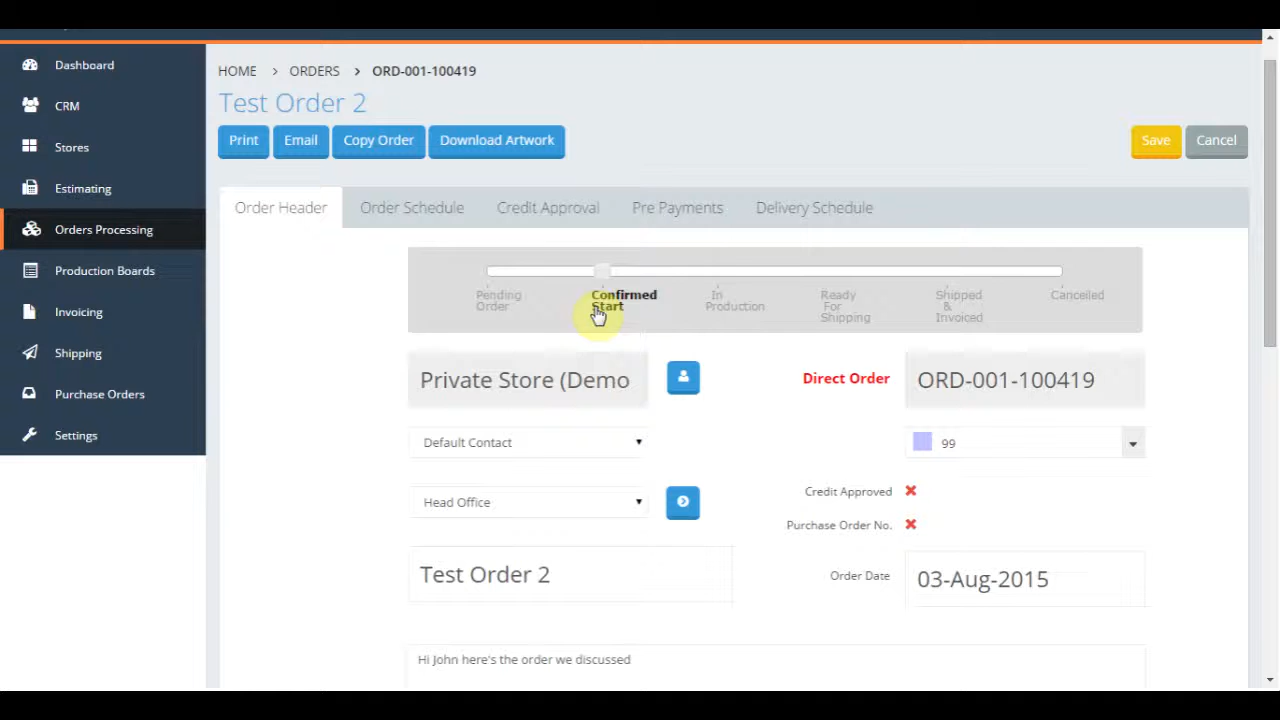 Dashboard
CRM
Stores
Estimating
Orders Processing
Production Boards
Invoicing
Shipping
Purchase Orders
Settings
HOME > ORDERS > ORD-001-100419
Test Order 2
Print Email Copy Order Download Artwork Save Cancel
Order Header Order Schedule Credit Approval Pre Payments Delivery Schedule
Pending
Order
Confirmed
Start
In
Production
Ready
For
Shipping
Shipped
&
Invoiced
Cancelled
Private Store (Demo
Direct Order ORD-001-100419
Default Contact
99
Credit Approved
Head Office
Purchase Order No.
Test Order 2
Order Date 03-Aug-2015
Hi John here's the order we discussed